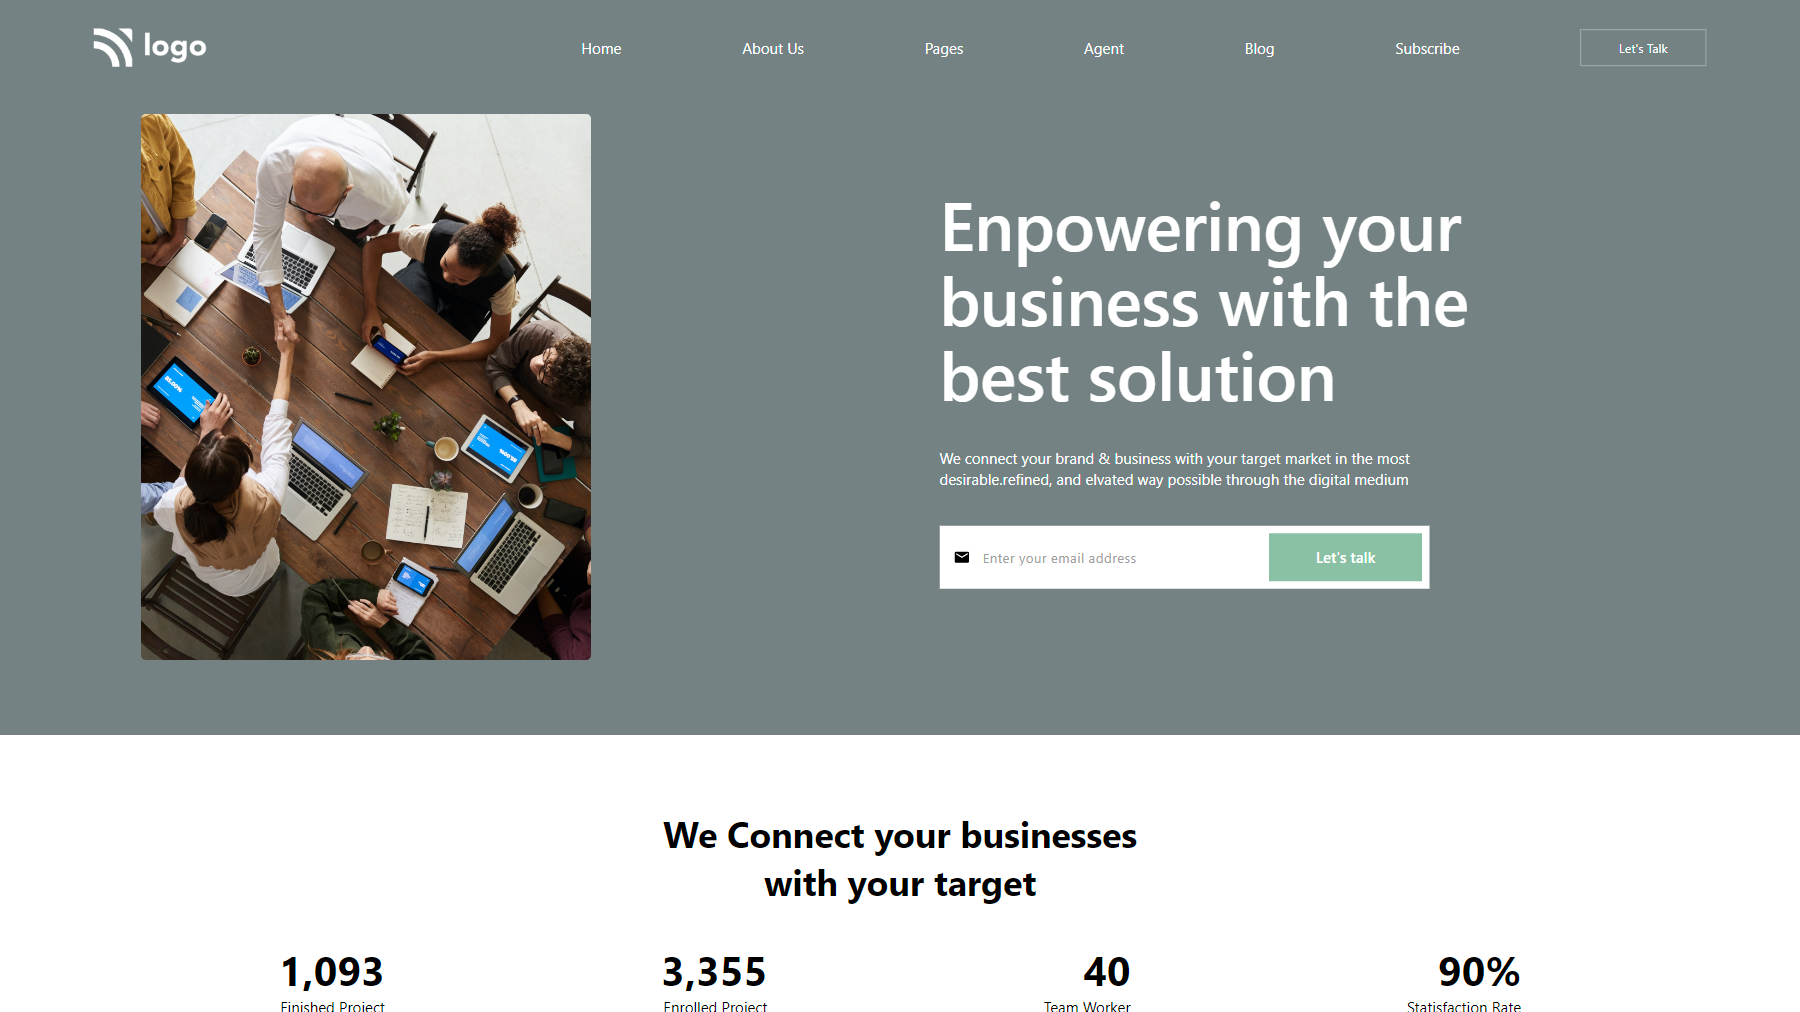 logo
Home
About Us
Pages
Agent
Blog
Subscribe
Let's Talk
Enpowering your
business with the
best solution
We connect your brand & business with your target market in the most
desirable.refined, and elvated way possible through the digital medium
Enter your email address
Let's talk
We Connect your businesses
with your target
1,093
Finished Project
3,355
Enrolled Project
40
Team Worker
90%
Statisfaction Rate